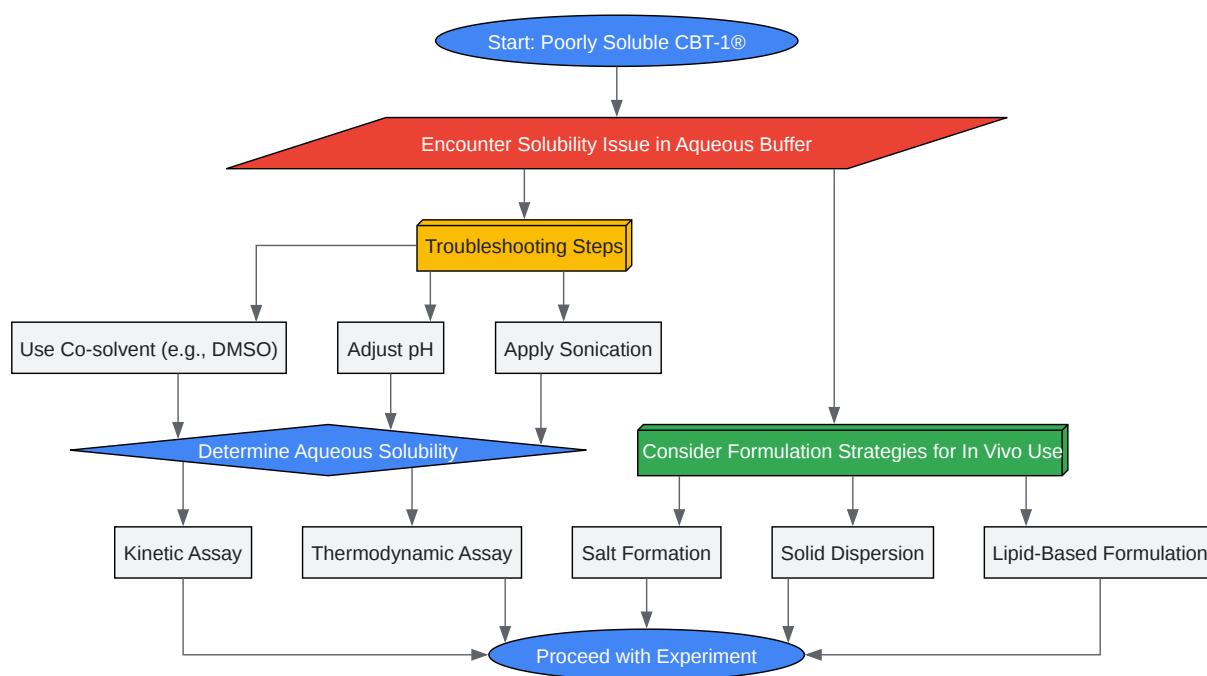 Start: Poorly Soluble CBT-1®
Encounter Solubility Issue in Aqueous Buffer
Troubleshooting Steps
Use Co-solvent (e.g., DMSO)
Adjust pH
Apply Sonication
Determine Aqueous Solubility
Consider Formulation Strategies for In Vivo Use
Kinetic Assay
Thermodynamic Assay
Salt Formation
Solid Dispersion
Lipid-Based Formulation
Proceed with Experiment